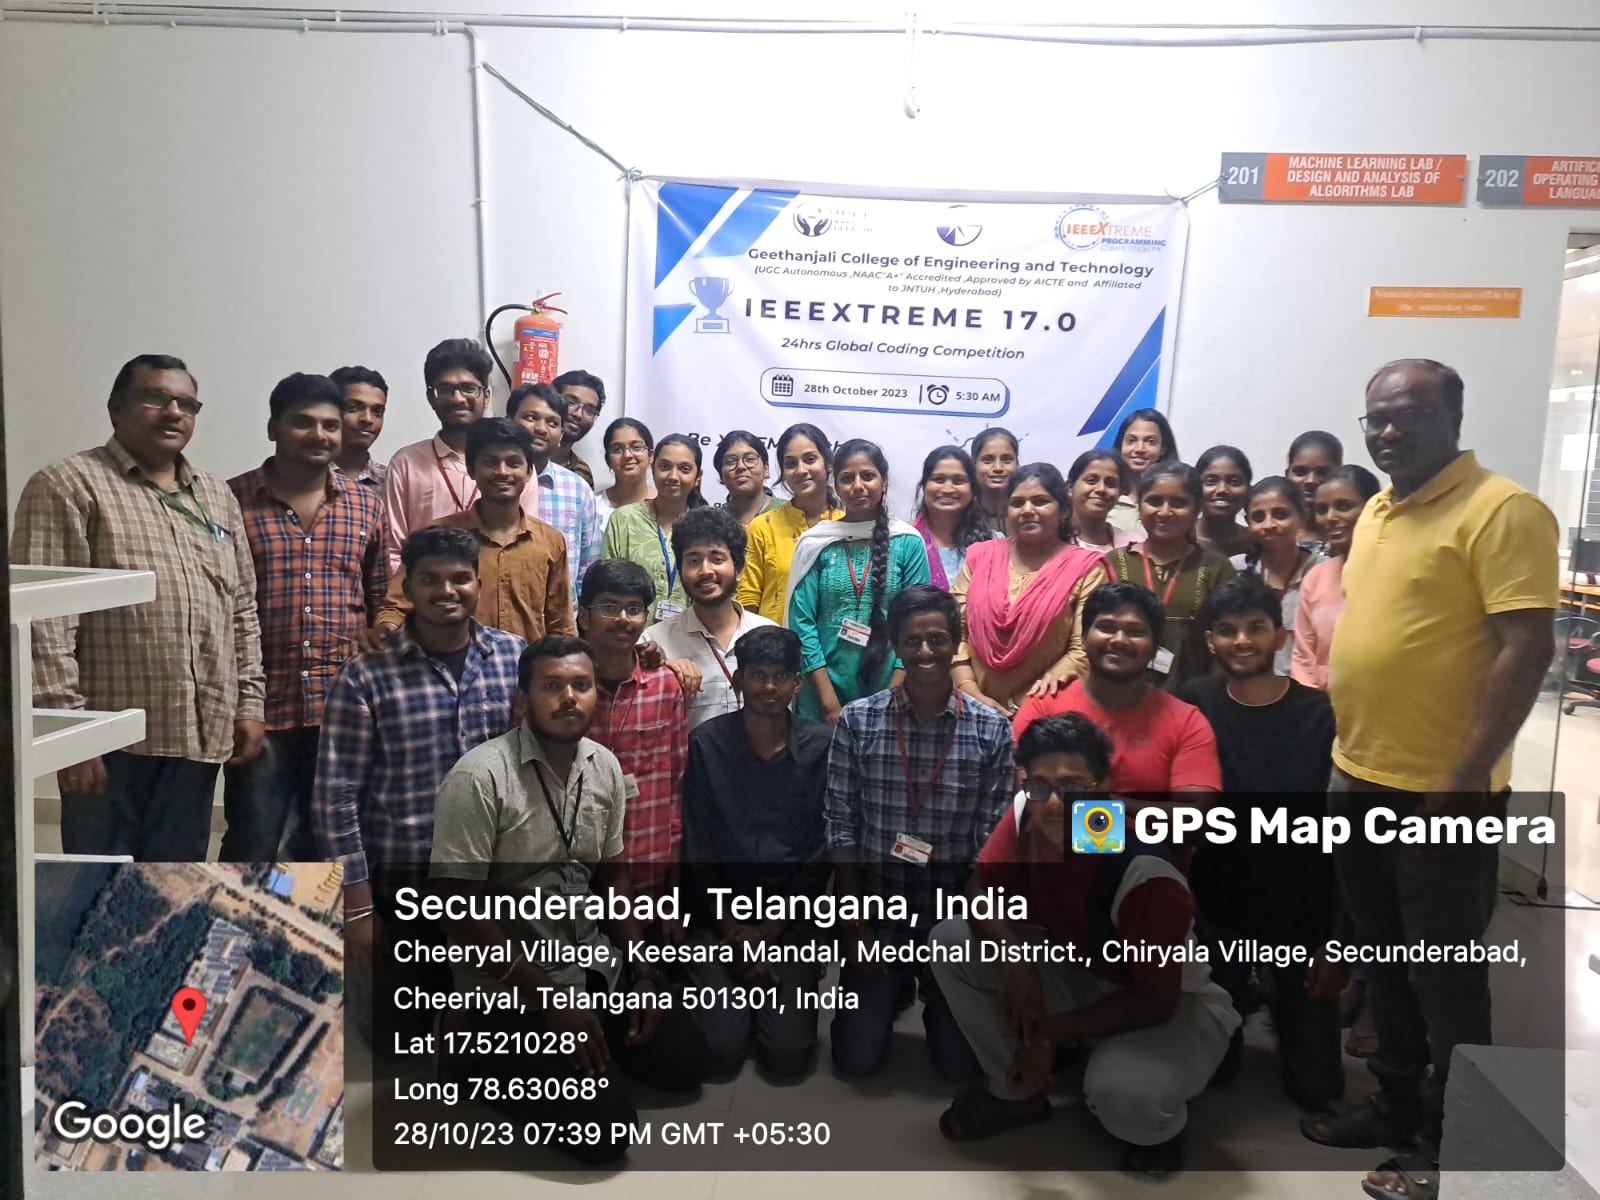 201
MACHINE LEARNING LAB /
DESIGN AND ANALYSIS OF
ALGORITHMS LAB
202
IEEEXTREME
PROGRAMMING
Geethanjali College of Engineering and Technology
(UGC Autonomous ,NAAC"A+" Accredited ,Approved by AICTE and Affiliated
to JNTUH ,Hyderabad)
IEEEXTREME 17.0
24hrs Global Coding Competition
28th October 2023 | 5:30 AM
Be
GPS Map Camera
Secunderabad, Telangana, India
Cheeryal Village, Keesara Mandal, Medchal District., Chiryala Village, Secunderabad,
Cheeriyal, Telangana 501301, India
Lat 17.521028°
Long 78.63068°
28/10/23 07:39 PM GMT +05:30
Google